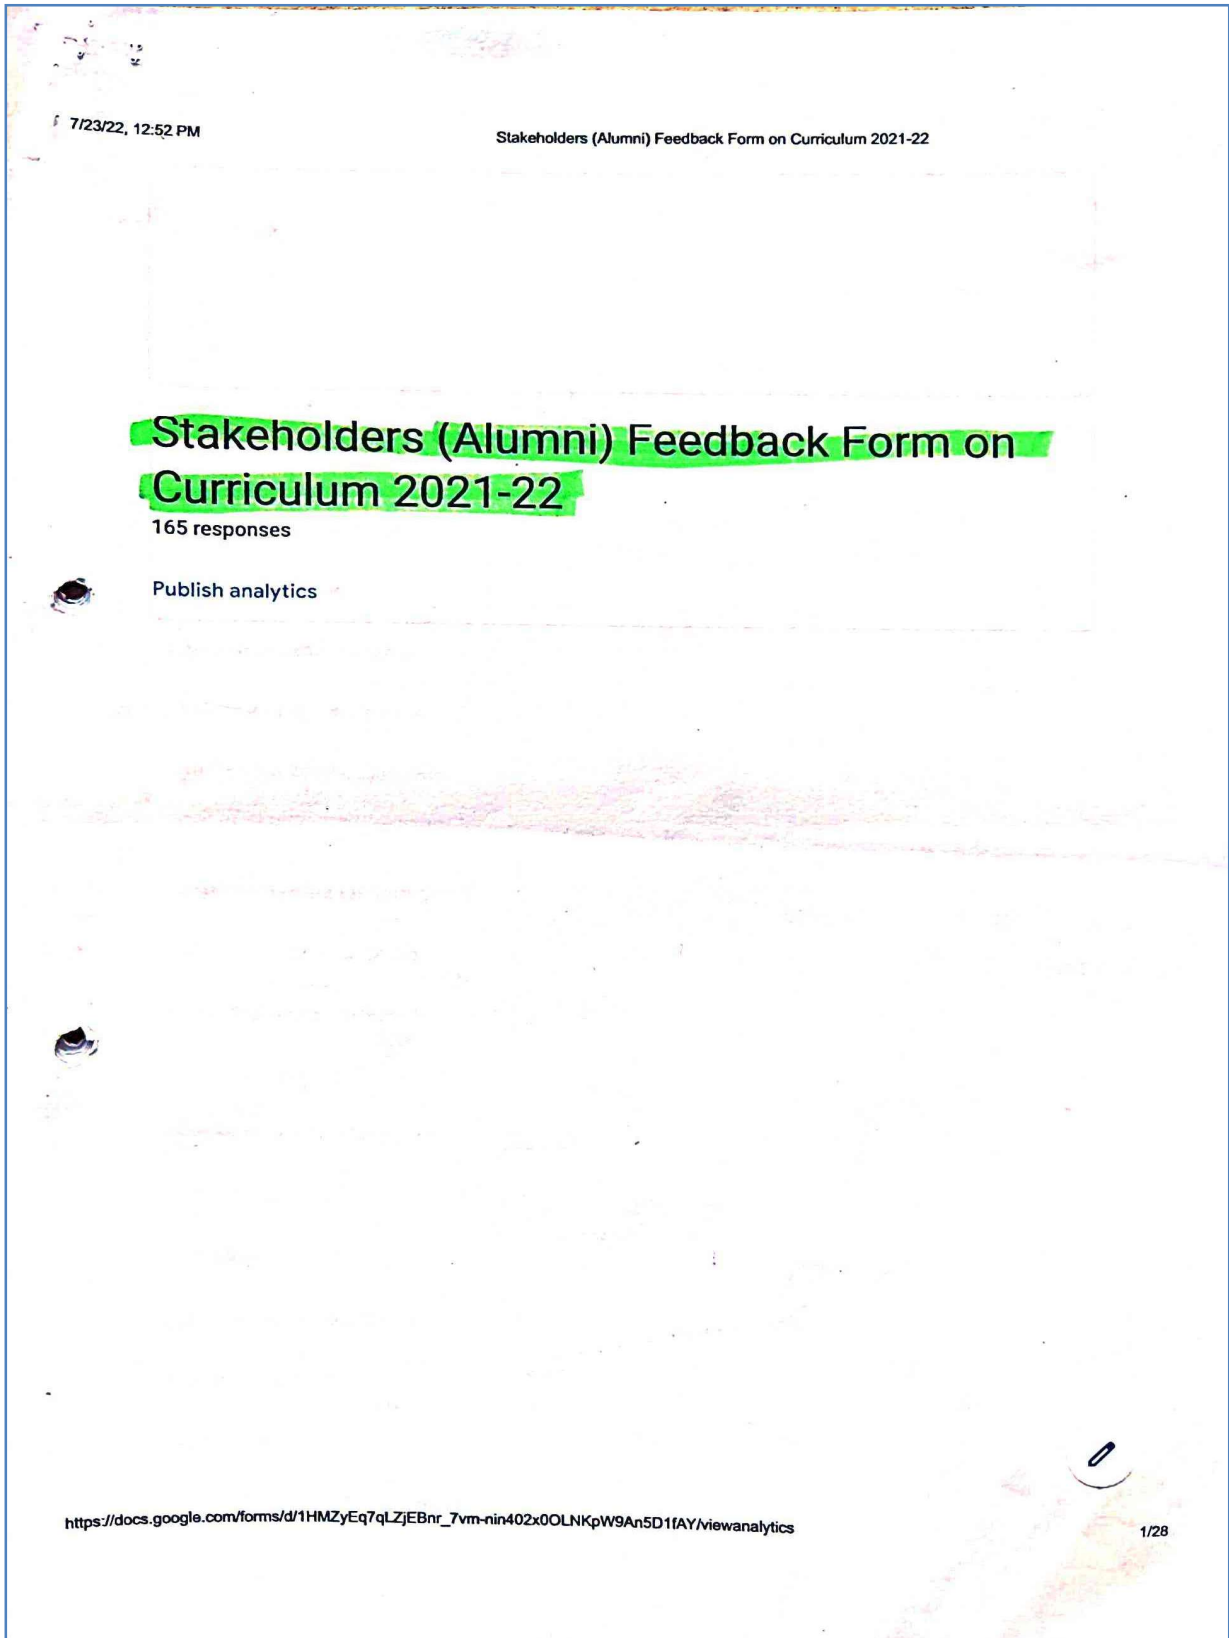 7/23/22, 12:52 PM
Stakeholders (Alumni) Feedback Form on Curriculum 2021-22
Stakeholders (Alumni) Feedback Form on
Curriculum 2021-22
165 responses
Publish analytics
https://docs.google.com/forms/d/1HMZyEq7qLZjEBnr_7vm-nin402x0OLNKpW9An5D1fAY/viewanalytics
1/28